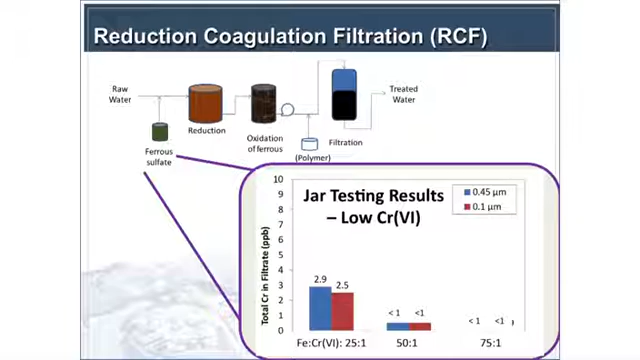 Reduction Coagulation Filtration (RCF)
Raw
Water
Ferrous
sulfate
Reduction
Oxidation
of ferrous
(Polymer)
Filtration
Treated
Water
Jar Testing Results
– Low Cr(VI)
0.45 µm
0.1 µm
Total Cr in Filtrate (ppb)
10
9
8
7
6
5
4
3
2
1
0
2.9
2.5
< 1
<1
< 1
<1
Fe:Cr(VI): 25:1
50:1
75:1